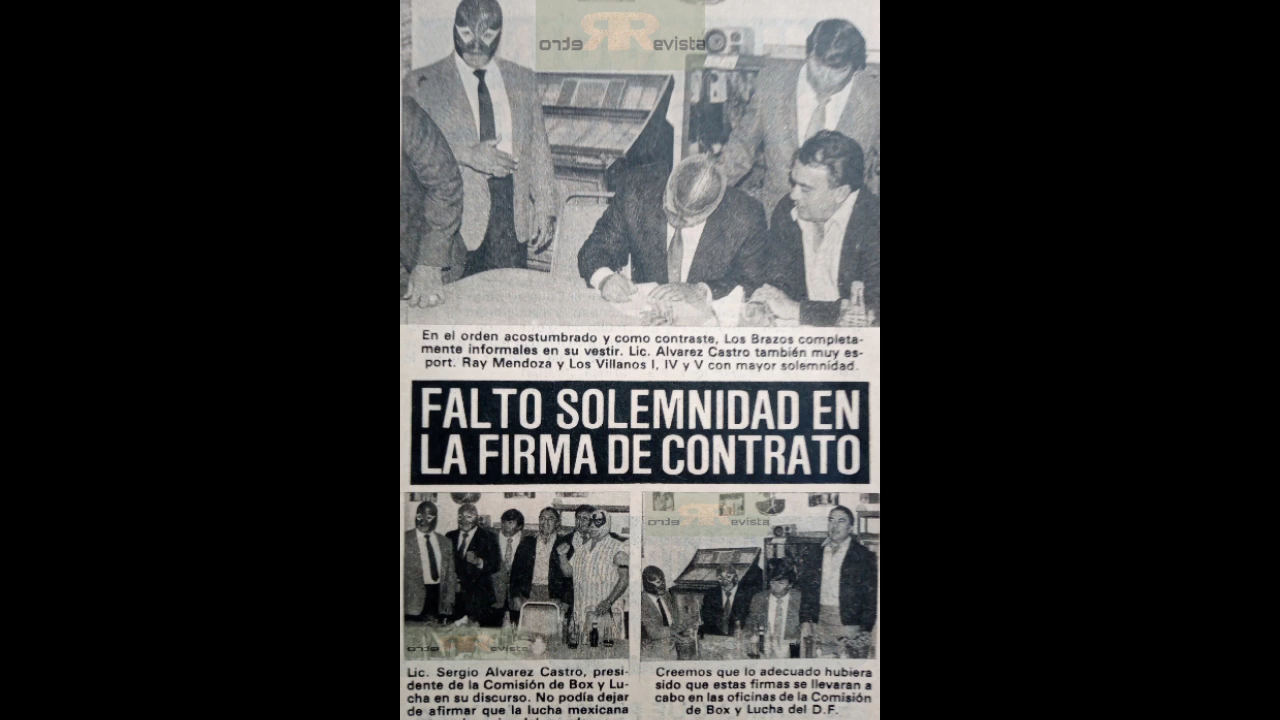 orteR Revista
En el orden acostumbrado y como contraste, Los Brazos completa-
mente informales en su vestir. Lic. Alvarez Castro también muy es-
port. Ray Mendoza y Los Villanos I, IV y V con mayor solemnidad.
FALTO SOLEMNIDAD EN
LA FIRMA DE CONTRATO
Lic. Sergio Alvarez Castro, presi-
dente de la Comisión de Box y Lu-
cha en su discurso. No podía dejar
de afirmar que la lucha mexicana
Creemos que lo adecuado hubiera
sido que estas firmas se llevaran a
cabo en las oficinas de la Comisión
de Box y Lucha del D.F.